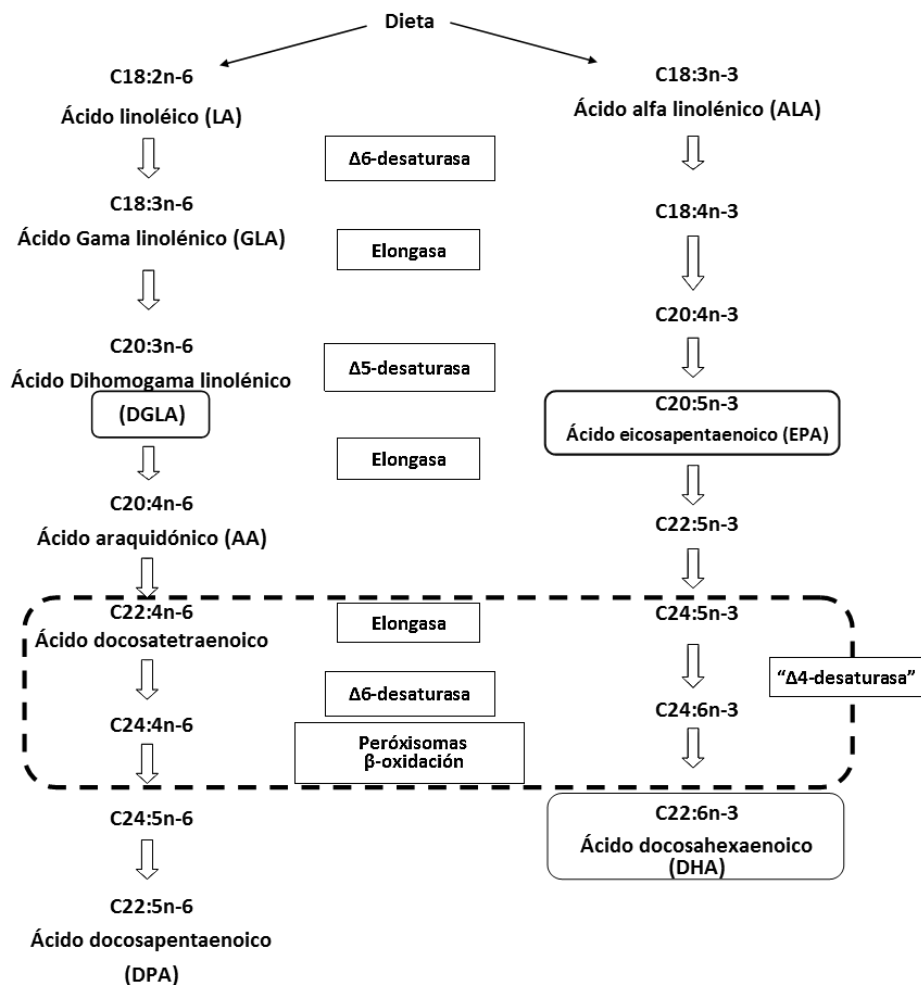 Dieta
C18:2n-6
Ácido linoléico (LA)
C18:3n-6
Ácido Gama linolénico (GLA)
C20:3n-6
Ácido Dihomogama linolénico
(DGLA)
C20:4n-6
Ácido araquidónico (AA)
C22:4n-6
Ácido docosatetraenoico
C24:4n-6
C24:5n-6
C22:5n-6
Ácido docosapentaenoico
(DPA)
Δ6-desaturasa
Elongasa
Δ5-desaturasa
Elongasa
Elongasa
Δ6-desaturasa
Peróxisomas
β-oxidación
C18:3n-3
Ácido alfa linolénico (ALA)
C18:4n-3
C20:4n-3
C20:5n-3
Ácido eicosapentaenoico (EPA)
C22:5n-3
C24:5n-3
C24:6n-3
C22:6n-3
Ácido docosahexaenoico
(DHA)
“Δ4-desaturasa”